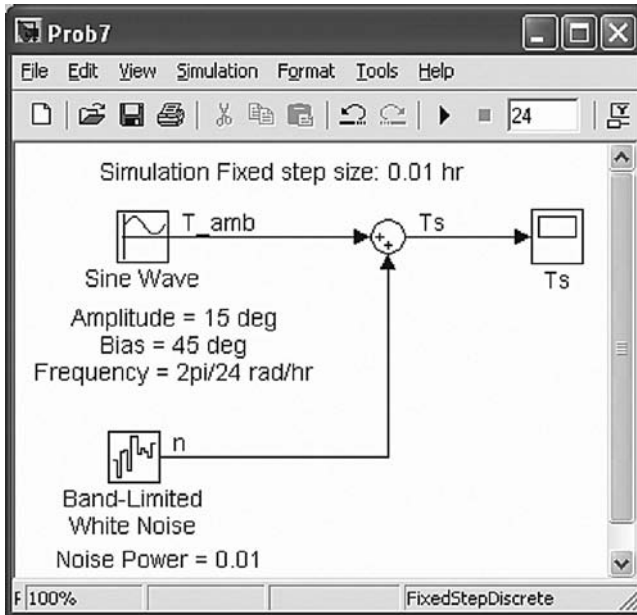 Prob7
File Edit View Simulation Format Tools Help
24
Simulation Fixed step size: 0.01 hr
T_amb
Ts
Sine Wave
Ts
Amplitude = 15 deg
Bias = 45 deg
Frequency = 2pi/24 rad/hr
n
Band-Limited
White Noise
Noise Power = 0.01
F 100% FixedStepDiscrete